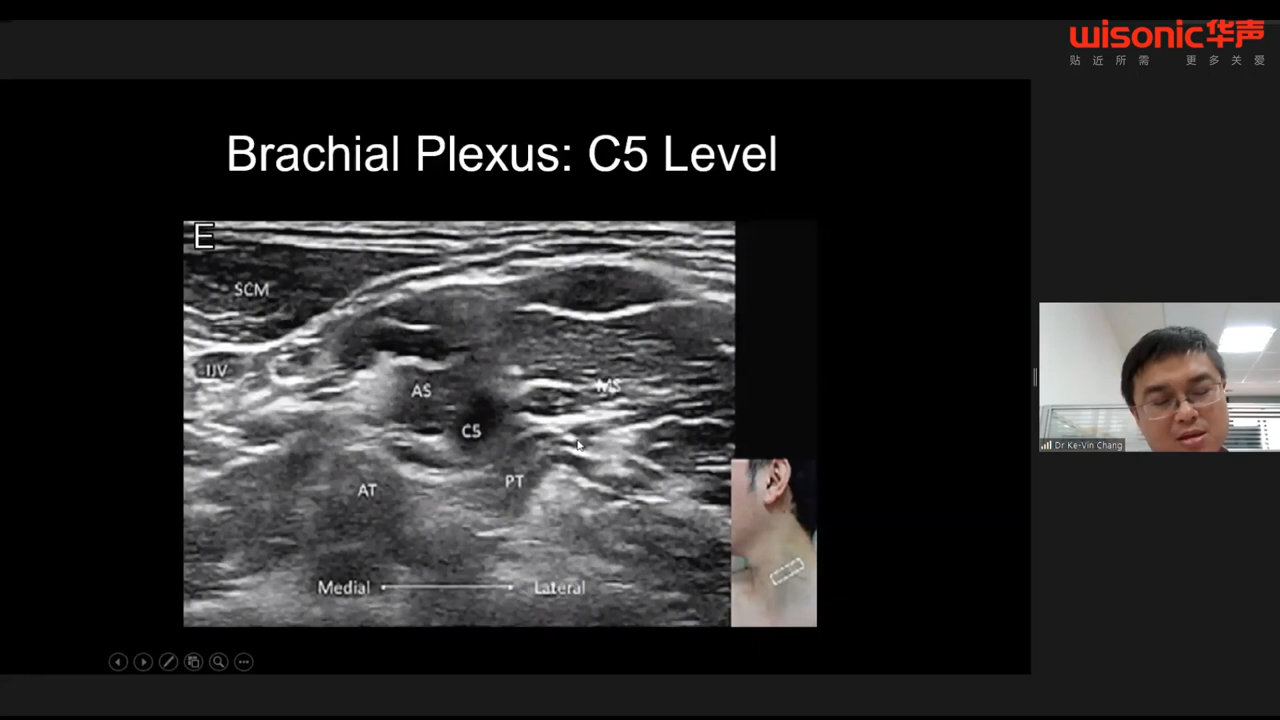 wisonic华声
贴近所需 更多关爱
Brachial Plexus: C5 Level
E
SCM
IJV
AS
MS
C5
PT
AT
Medial
Lateral
Dr Ke-Vin Chang